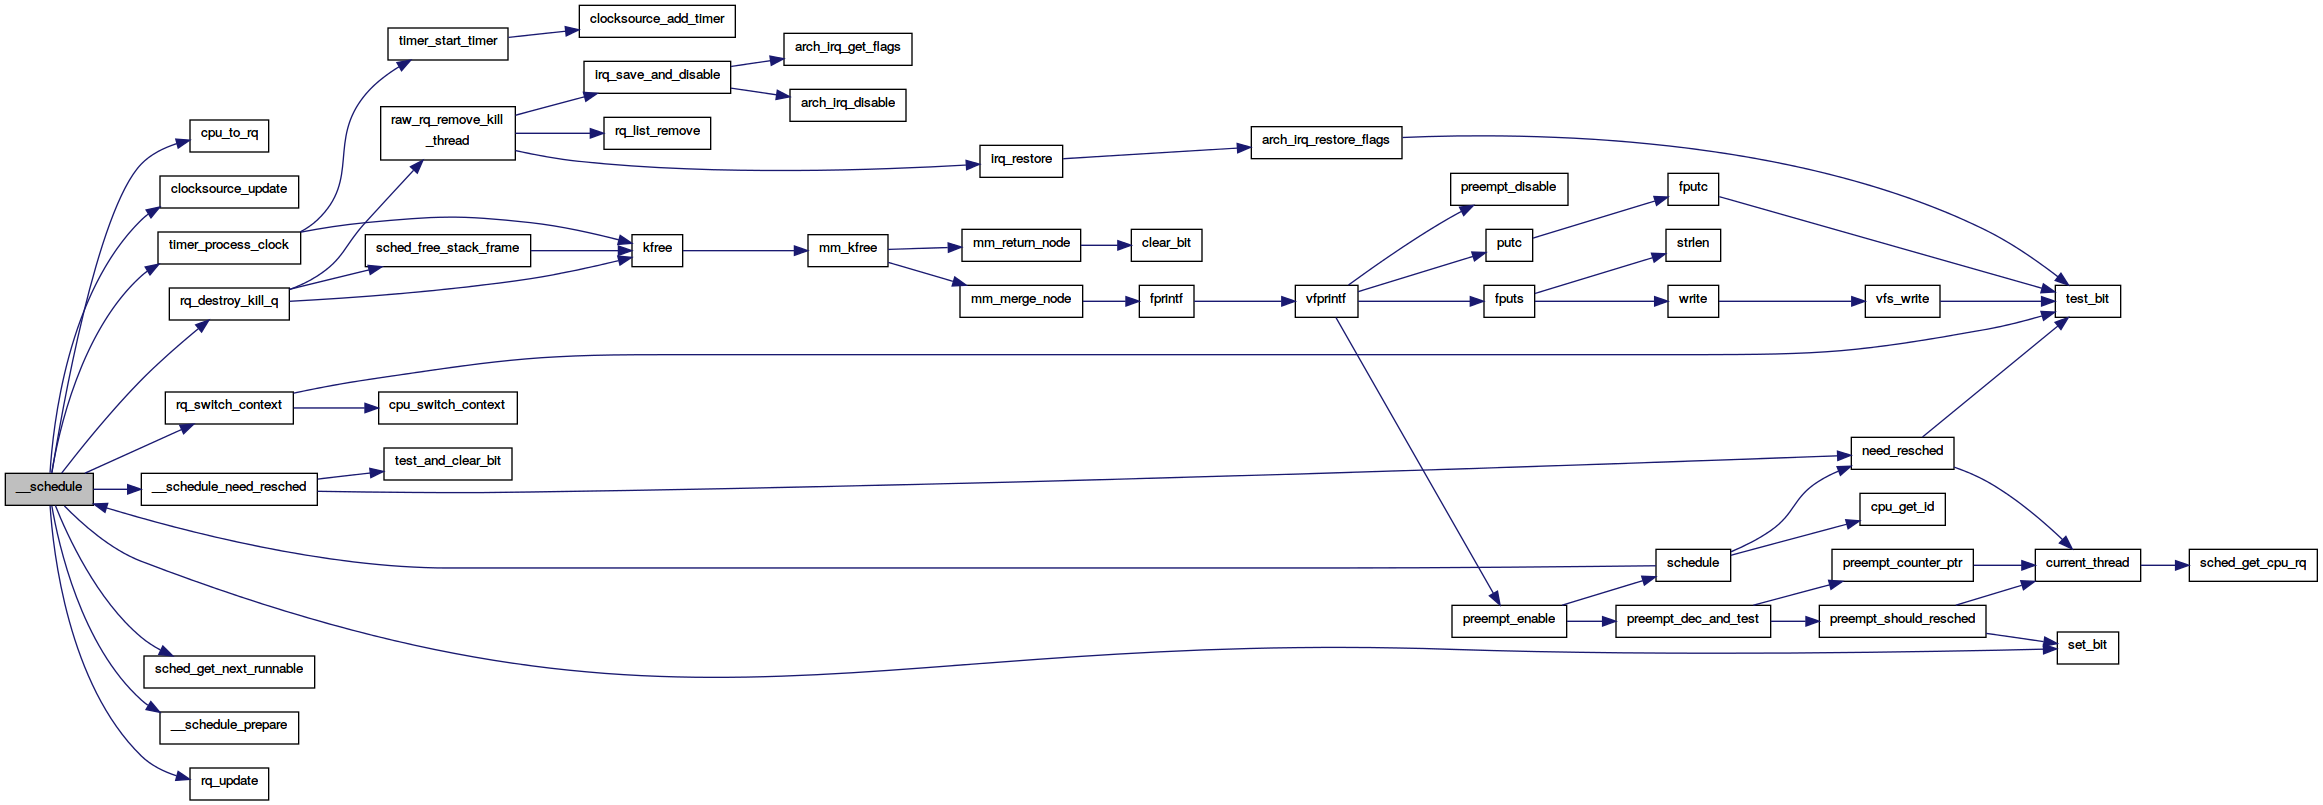 clocksource_add_timer
timer_start_timer
arch_irq_get_flags
irq_save_and_disable
arch_irq_disable
raw_rq_remove_kill
_thread
rq_list_remove
cpu_to_rq
arch_irq_restore_flags
irq_restore
clocksource_update
preempt_disable
fputc
timer_process_clock
sched_free_stack_frame
kfree
mm_kfree
mm_return_node
clear_bit
putc
strlen
rq_destroy_kill_q
mm_merge_node
fprintf
vfprintf
fputs
write
vfs_write
test_bit
rq_switch_context
cpu_switch_context
test_and_clear_bit
need_resched
__schedule
__schedule_need_resched
cpu_get_id
schedule
preempt_counter_ptr
current_thread
sched_get_cpu_rq
preempt_enable
preempt_dec_and_test
preempt_should_resched
set_bit
sched_get_next_runnable
__schedule_prepare
rq_update